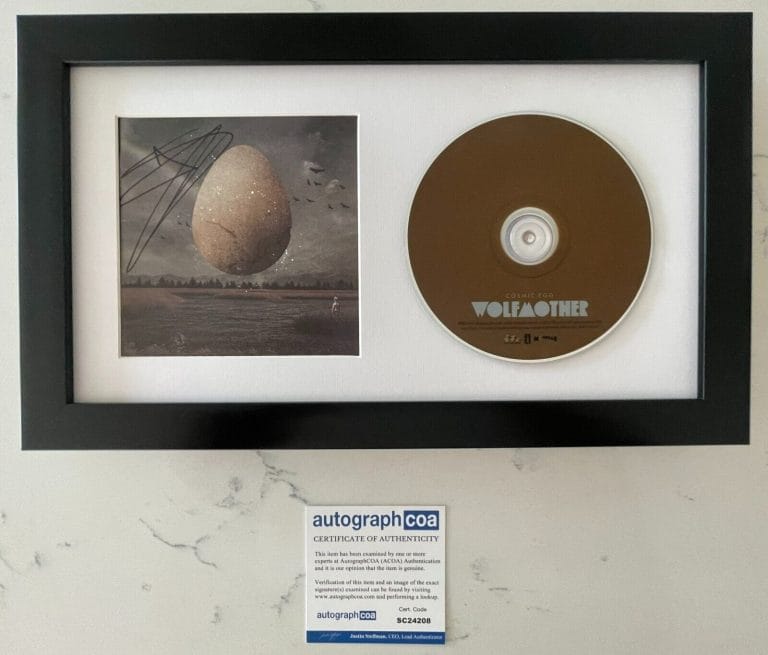 COSMIC EGG
WOLFMOTHER
autographcoa
CERTIFICATE OF AUTHENTICITY
This item has been examined by one or more
experts at AutographCOA (ACOA) Authentication
and it is our opinion that the item is genuine.
Verification of this item and an image of the exact
signature(s) examined can be found by visiting
www.autographcoa.com and performing a lookup.
autographcoa
Cert. Code
SC24208
Justin Steffman, CEO, Lead Authenticator